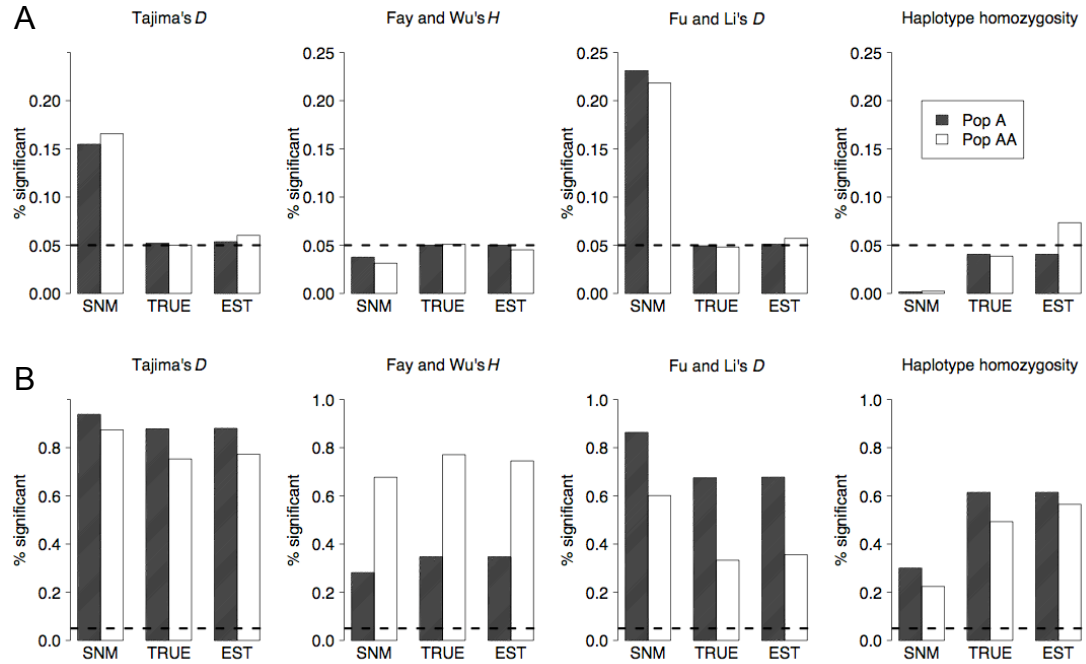 A
Tajima's D
Fay and Wu's H
Fu and Li's D
Haplotype homozygosity
% significant
0.20
0.15
0.10
0.05
0.00
SNM TRUE EST
% significant
0.25
0.20
0.15
0.10
0.05
0.00
SNM TRUE EST
% significant
0.25
0.20
0.15
0.10
0.05
0.00
SNM TRUE EST
% significant
0.25
0.20
0.15
0.10
0.05
0.00
Pop A
Pop AA
SNM TRUE EST
B
Tajima's D
Fay and Wu's H
Fu and Li's D
Haplotype homozygosity
% significant
0.8
0.6
0.4
0.2
0.0
SNM TRUE EST
% significant
1.0
0.8
0.6
0.4
0.2
0.0
SNM TRUE EST
% significant
1.0
0.8
0.6
0.4
0.2
0.0
SNM TRUE EST
% significant
1.0
0.8
0.6
0.4
0.2
0.0
SNM TRUE EST